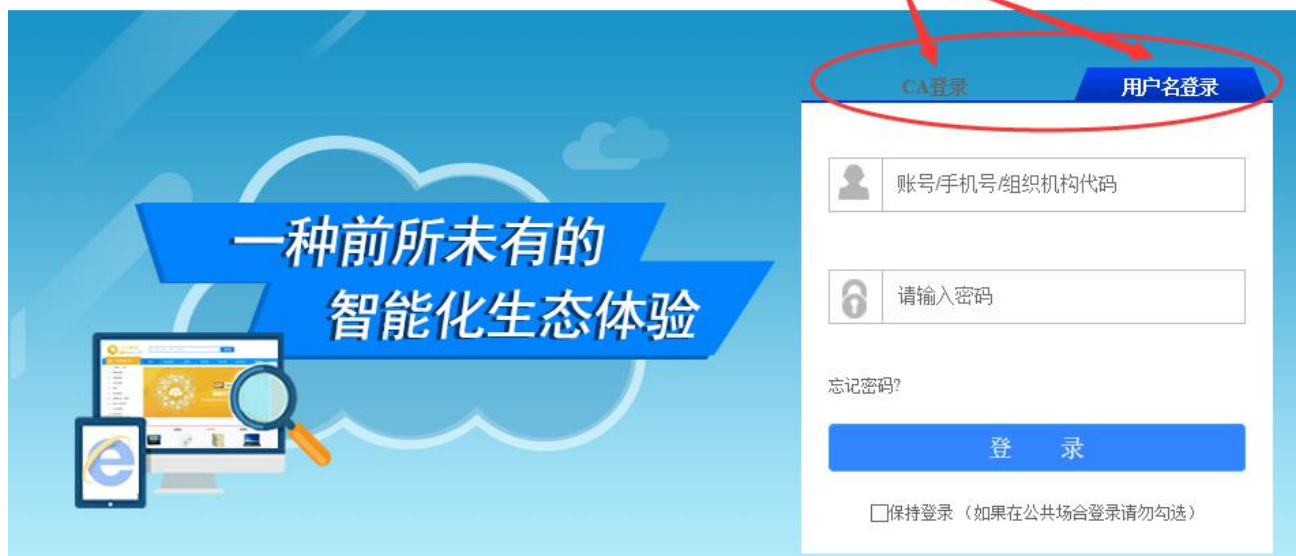 CA登录
用户名登录
一种前所未有的
智能化生态体验
账号/手机号/组织机构代码
请输入密码
忘记密码?
登 录
保持登录（如果在公共场合登录请勿勾选）